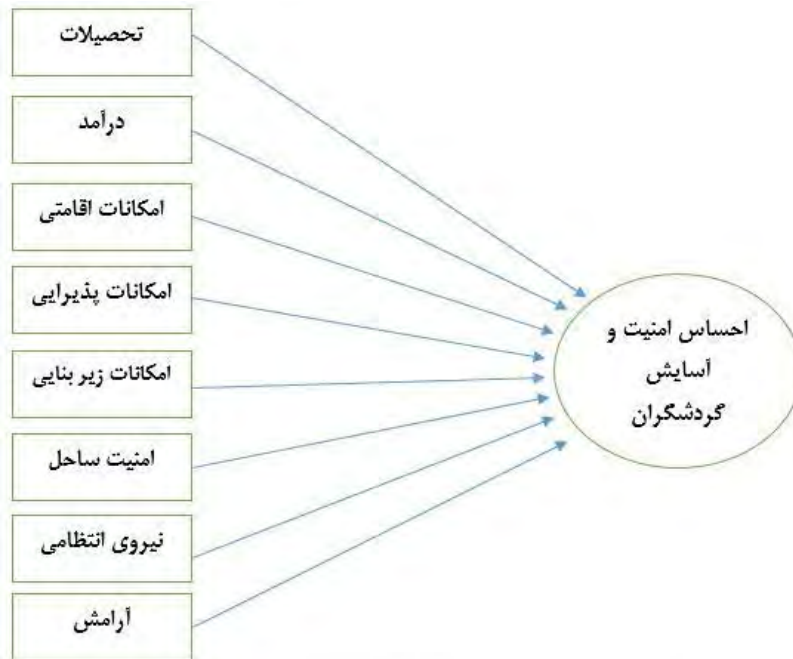 تحصیلات
درآمد
امکانات اقامتی
امکانات پذیرایی
امکانات زیر بنایی
امنیت ساحل
نیروی انتظامی
آرامش
احساس امنیت و
آسایش
گردشگران